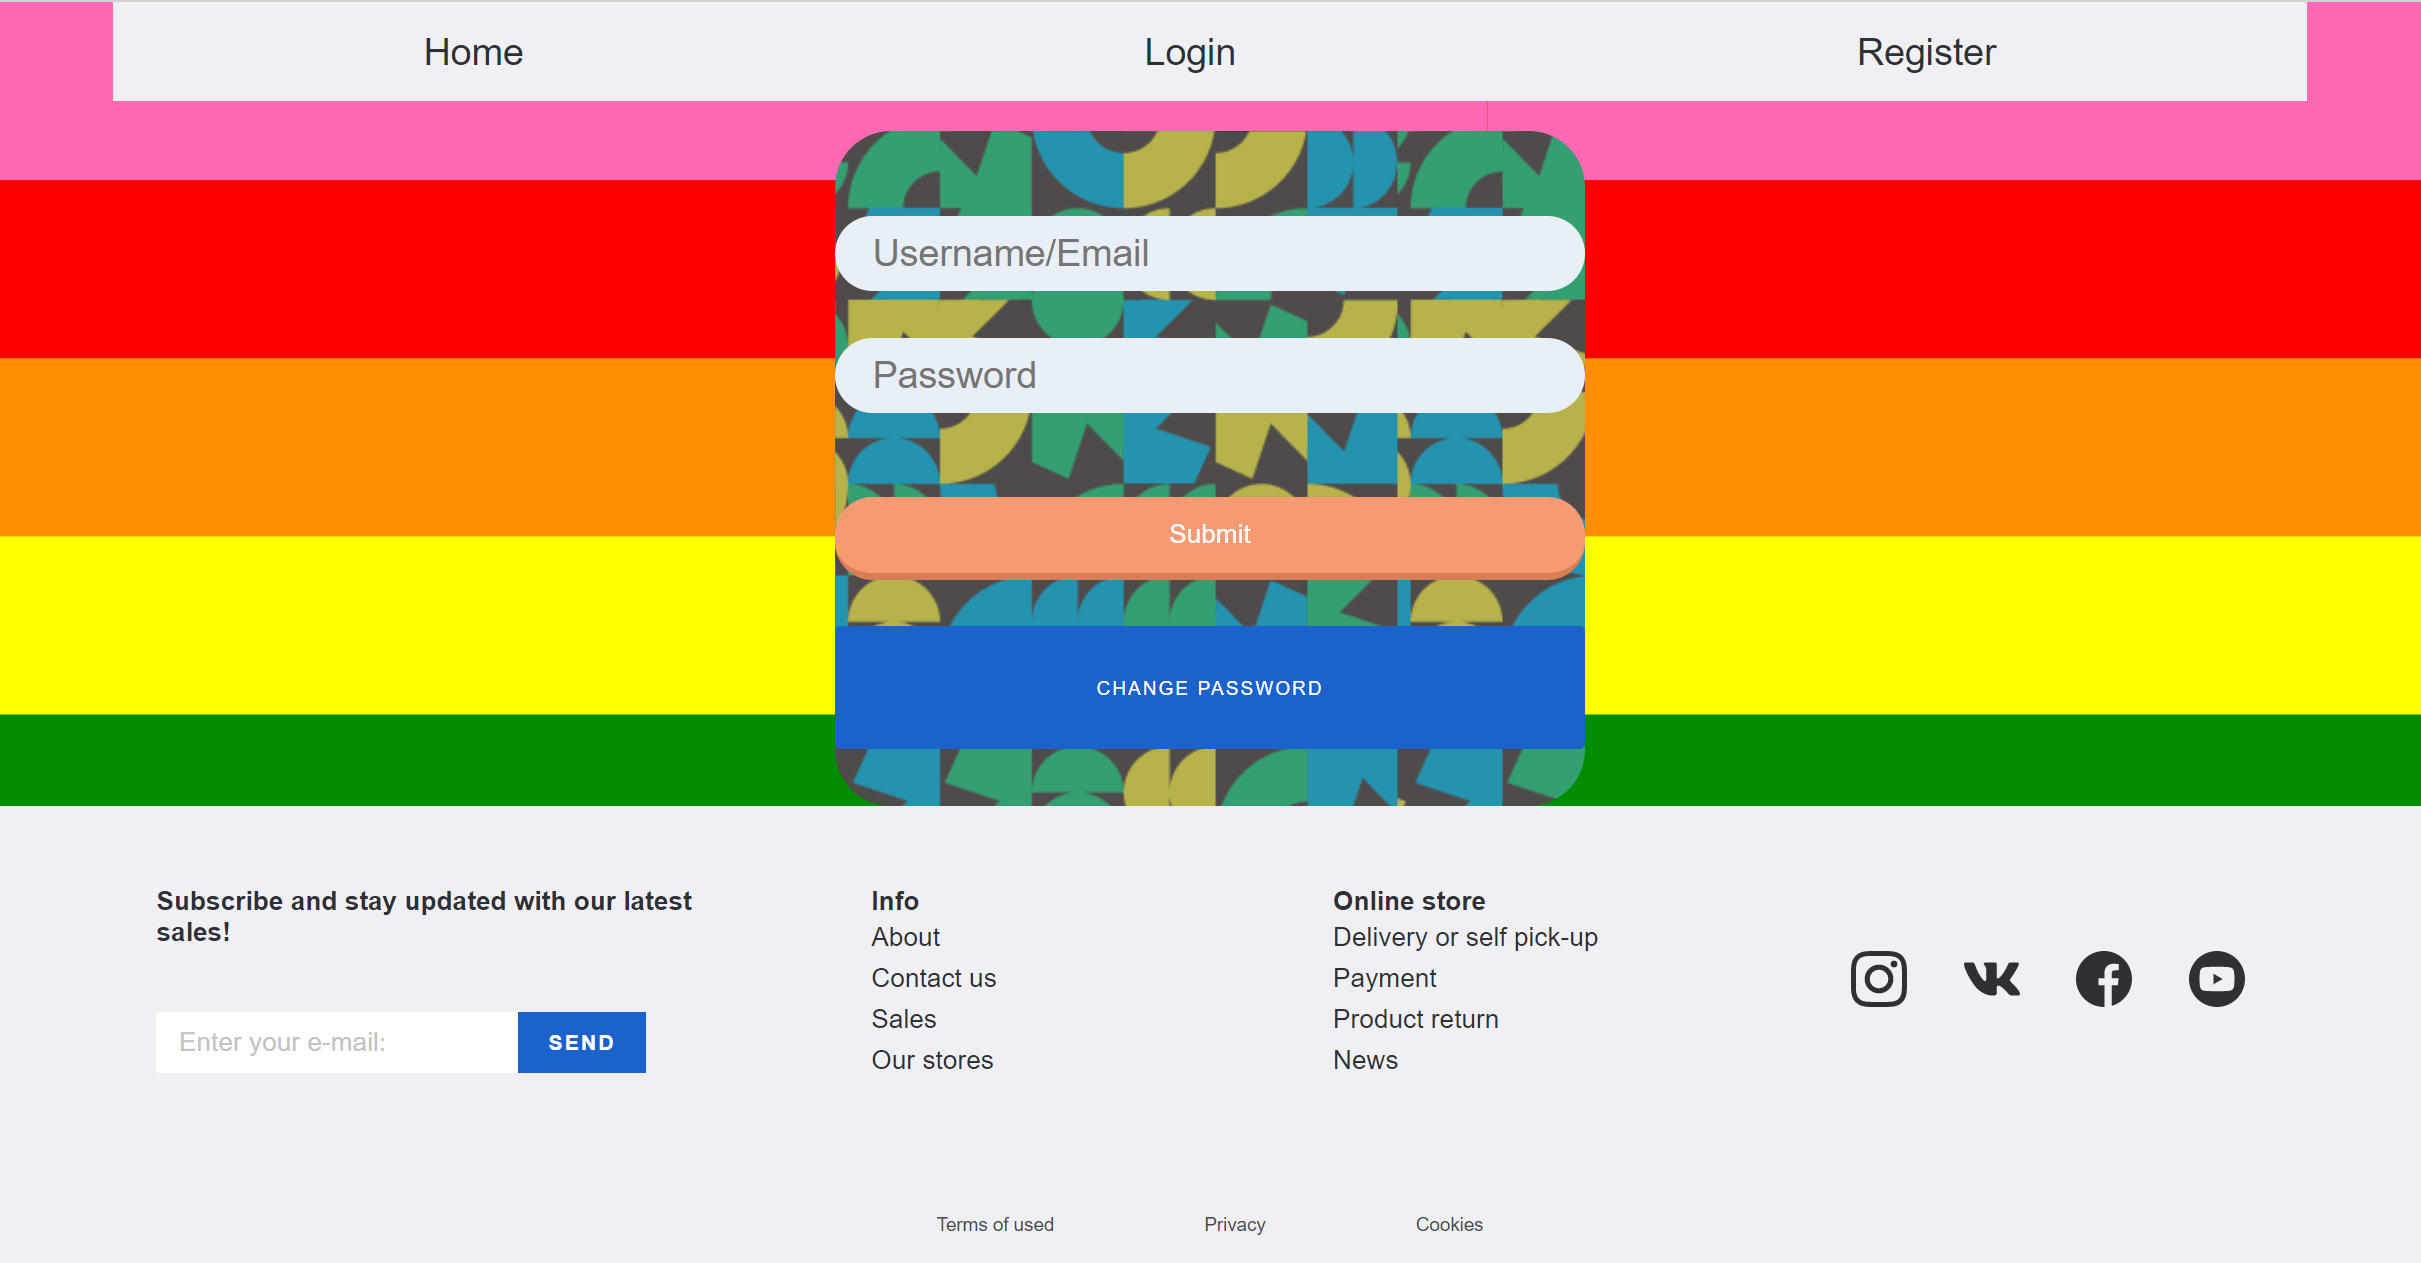 Home
Login
Register
Username/Email
Password
Submit
CHANGE PASSWORD
Subscribe and stay updated with our latest
sales!
Enter your e-mail:
SEND
Info
About
Contact us
Sales
Our stores
Online store
Delivery or self pick-up
Payment
Product return
News
Terms of used
Privacy
Cookies